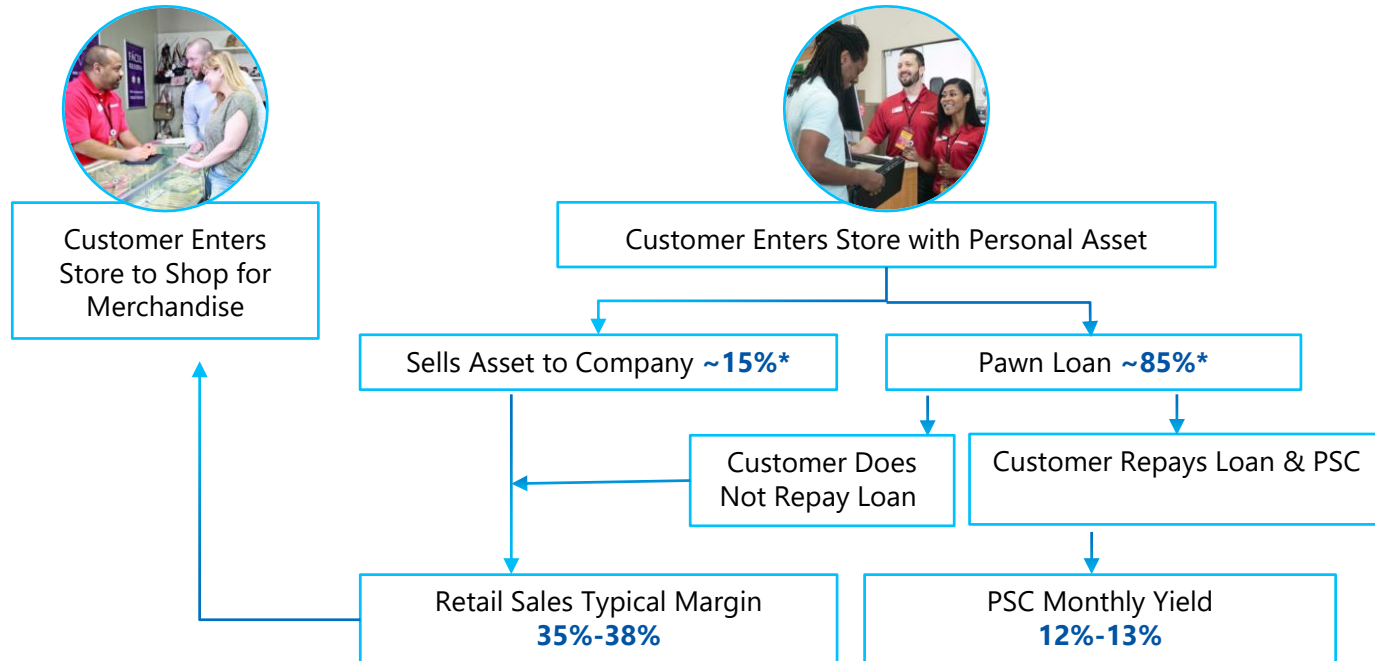 FÁCIL
Customer Enters
Store to Shop for
Merchandise
Customer Enters Store with Personal Asset
Sells Asset to Company ~15%*
Pawn Loan ~85%*
Customer Does
Not Repay Loan
Customer Repays Loan & PSC
Retail Sales Typical Margin
35%-38%
PSC Monthly Yield
12%-13%